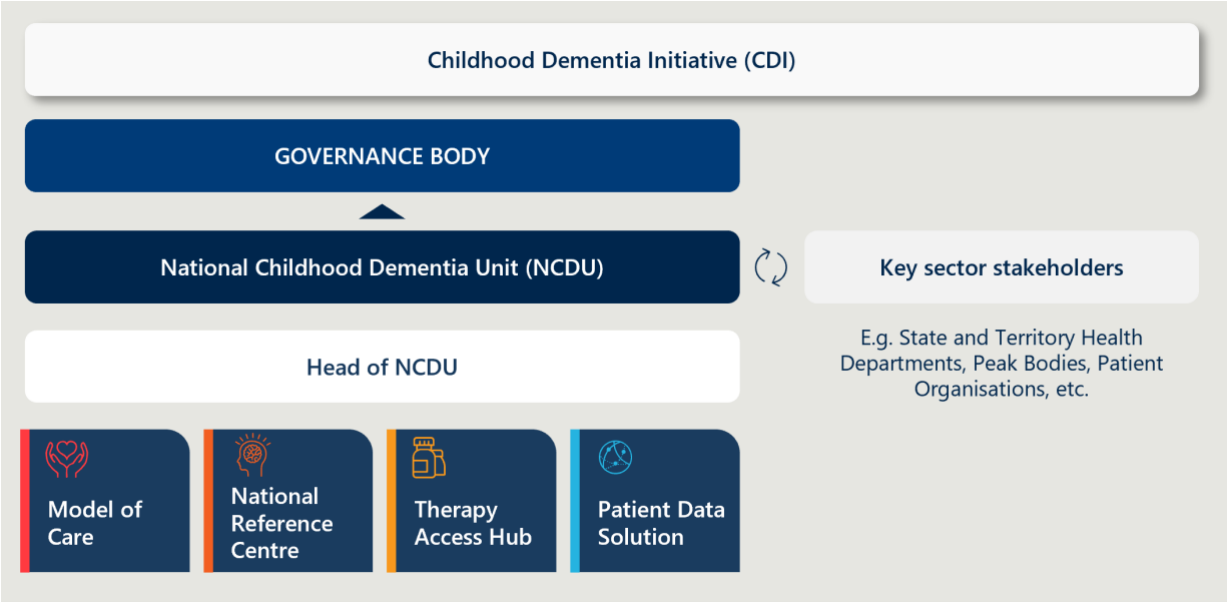 Childhood Dementia Initiative (CDI)
GOVERNANCE BODY
National Childhood Dementia Unit (NCDU)
Key sector stakeholders
E.g. State and Territory Health
Departments, Peak Bodies, Patient
Organisations, etc.
Head of NCDU
Model of
Care
National
Reference
Centre
Therapy
Access Hub
Patient Data
Solution